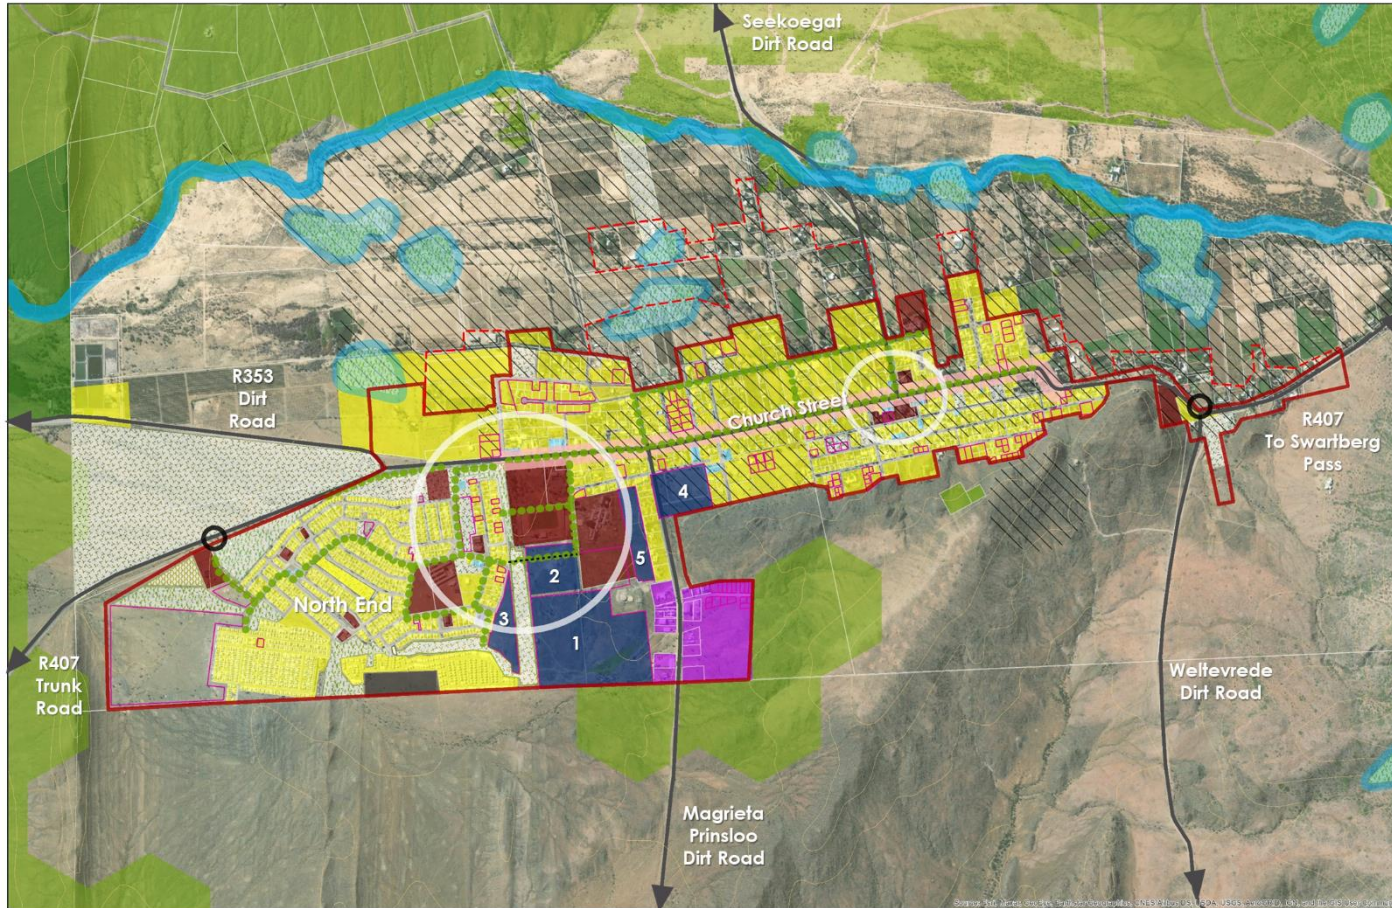 Seekoegat
Dirt Road
R353
Dirt
Road
Church Street
R407
To Swartberg
Pass
4
5
2
North End
3
1
R407
Trunk
Road
Weltevrede
Dirt Road
Magrieta
Prinsloo
Dirt Road